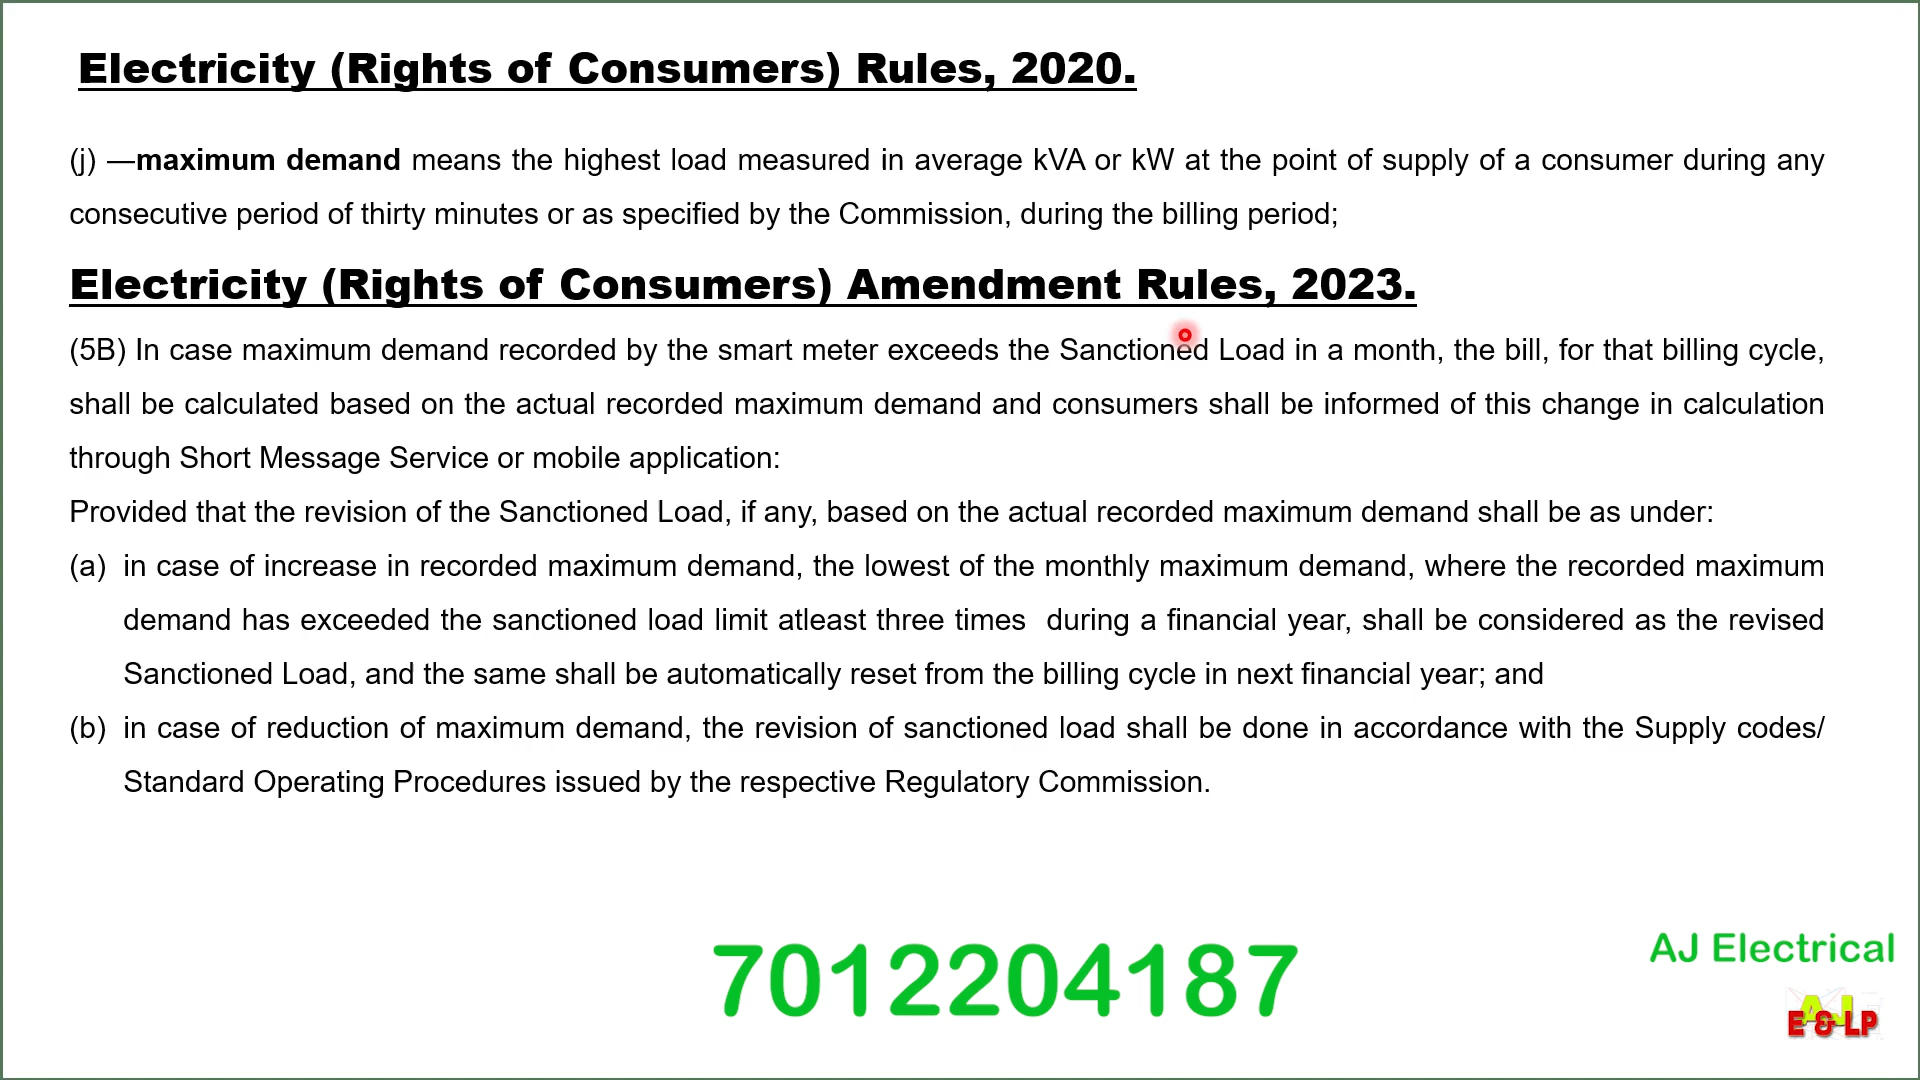 Electricity (Rights of Consumers) Rules, 2020.
(j) —maximum demand means the highest load measured in average kVA or kW at the point of supply of a consumer during any
consecutive period of thirty minutes or as specified by the Commission, during the billing period;
Electricity (Rights of Consumers) Amendment Rules, 2023.
(5B) In case maximum demand recorded by the smart meter exceeds the Sanctioned Load in a month, the bill, for that billing cycle,
shall be calculated based on the actual recorded maximum demand and consumers shall be informed of this change in calculation
through Short Message Service or mobile application:
Provided that the revision of the Sanctioned Load, if any, based on the actual recorded maximum demand shall be as under:
(a) in case of increase in recorded maximum demand, the lowest of the monthly maximum demand, where the recorded maximum
demand has exceeded the sanctioned load limit atleast three times during a financial year, shall be considered as the revised
Sanctioned Load, and the same shall be automatically reset from the billing cycle in next financial year; and
(b) in case of reduction of maximum demand, the revision of sanctioned load shall be done in accordance with the Supply codes/
Standard Operating Procedures issued by the respective Regulatory Commission.
7012204187
AJ Electrical
AJ
E & LP